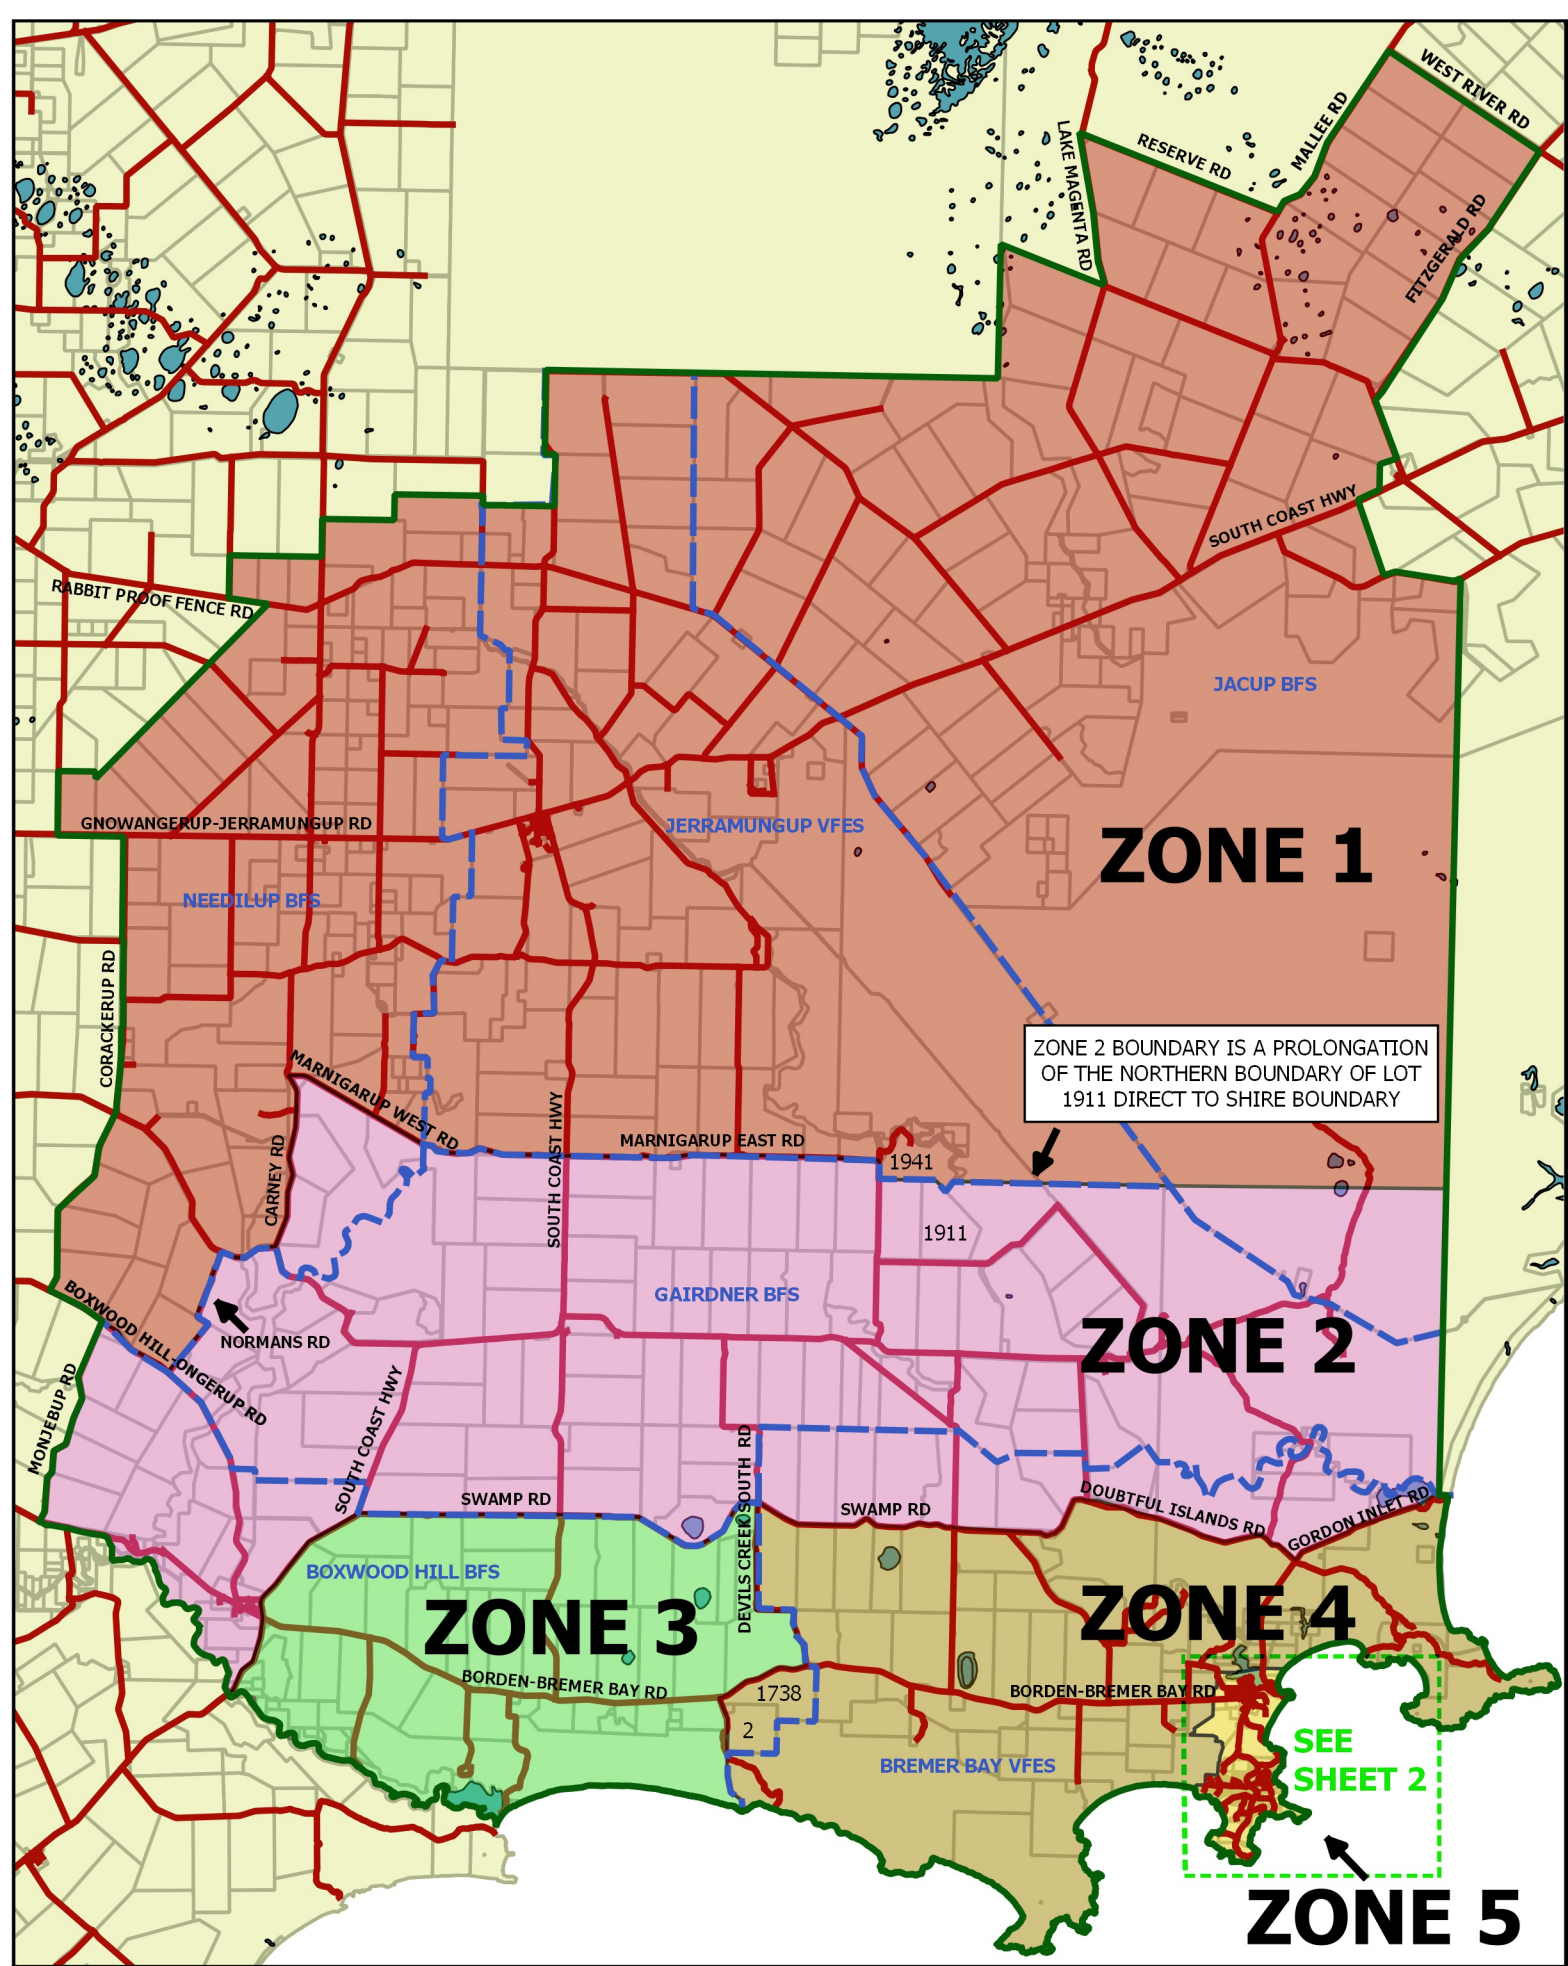 WEST RIVER RD
MALLEE RD
RESERVE RD
LAKE MAGENTA RD
FITZGERALD RD
SOUTH COAST HWY
RABBIT PROOF FENCE RD
JACUP BFS
GNOWANGERUP-JERRAMUNGUP RD
JERRAMUNGUP VFES
ZONE 1
NEEDILUP BFS
CORACKERUP RD
ZONE 2 BOUNDARY IS A PROLONGATION
OF THE NORTHERN BOUNDARY OF LOT
1911 DIRECT TO SHIRE BOUNDARY
MARNIGARUP WEST RD
SOUTH COAST HWY
MARNIGARUP EAST RD
1941
CARNEY RD
1911
GAIRDNER BFS
BOXWOOD HILL-ONGERUP RD
NORMANS RD
ZONE 2
MONJEBUP RD
SOUTH COAST HWY
SWAMP RD
DEVILS CREEK SOUTH RD
SWAMP RD
DOUBTFUL ISLANDS RD
GORDON INLET RD
BOXWOOD HILL BFS
ZONE 3
ZONE 4
BORDEN-BREMER BAY RD
1738
2
BORDEN-BREMER BAY RD
BREMER BAY VFES
SEE
SHEET 2
ZONE 5